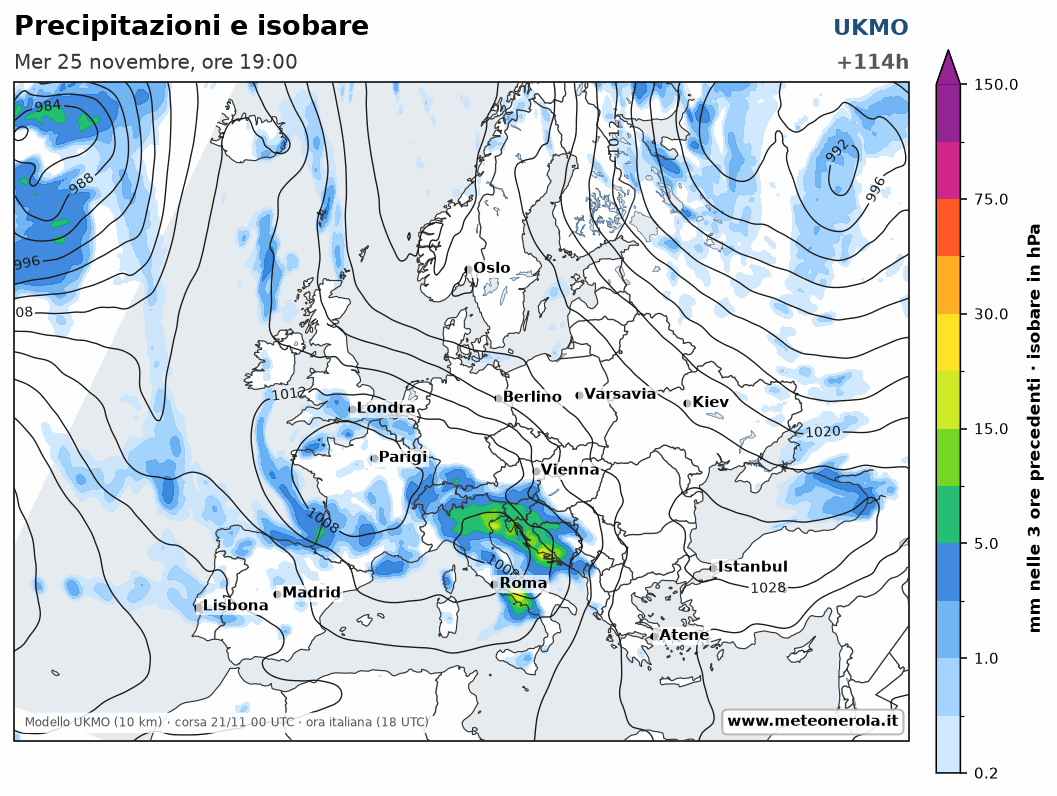 Precipitazioni e isobare
UKMO
Mer 25 novembre, ore 19:00
+114h
984
988
996
08
1012
992
996
Oslo
1012
Londra
Berlino
Varsavia
Kiev
1020
Parigi
Vienna
1008
Roma
Madrid
Lisbona
Istanbul
1028
Atene
Modello UKMO (10 km) · corsa 21/11 00 UTC · ora italiana (18 UTC)
www.meteonerola.it
150.0
75.0
30.0
15.0
5.0
1.0
0.2
mm nelle 3 ore precedenti · isobare in hPa